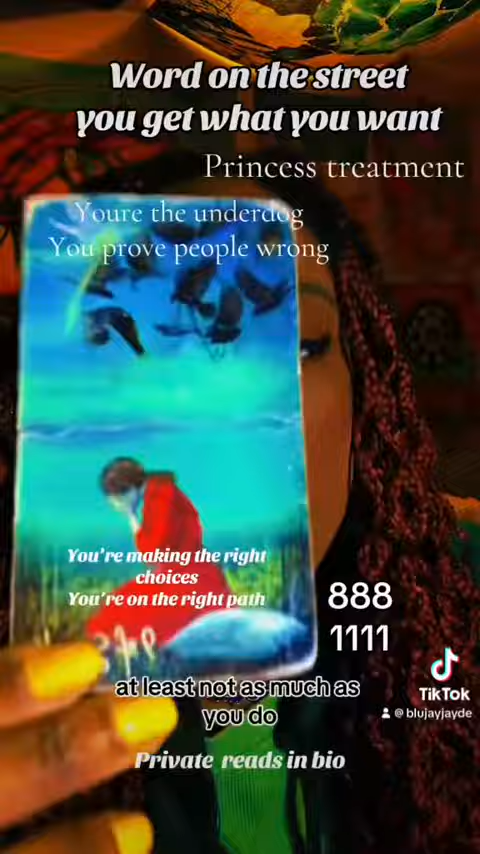 Word on the street
you get what you want
Princess treatment
Youre the underdog
You prove people wrong
You're making the right
choices
You're on the right path
888
1111
TikTok
@blujayjayde
at least not as much as
you do
Private reads in bio